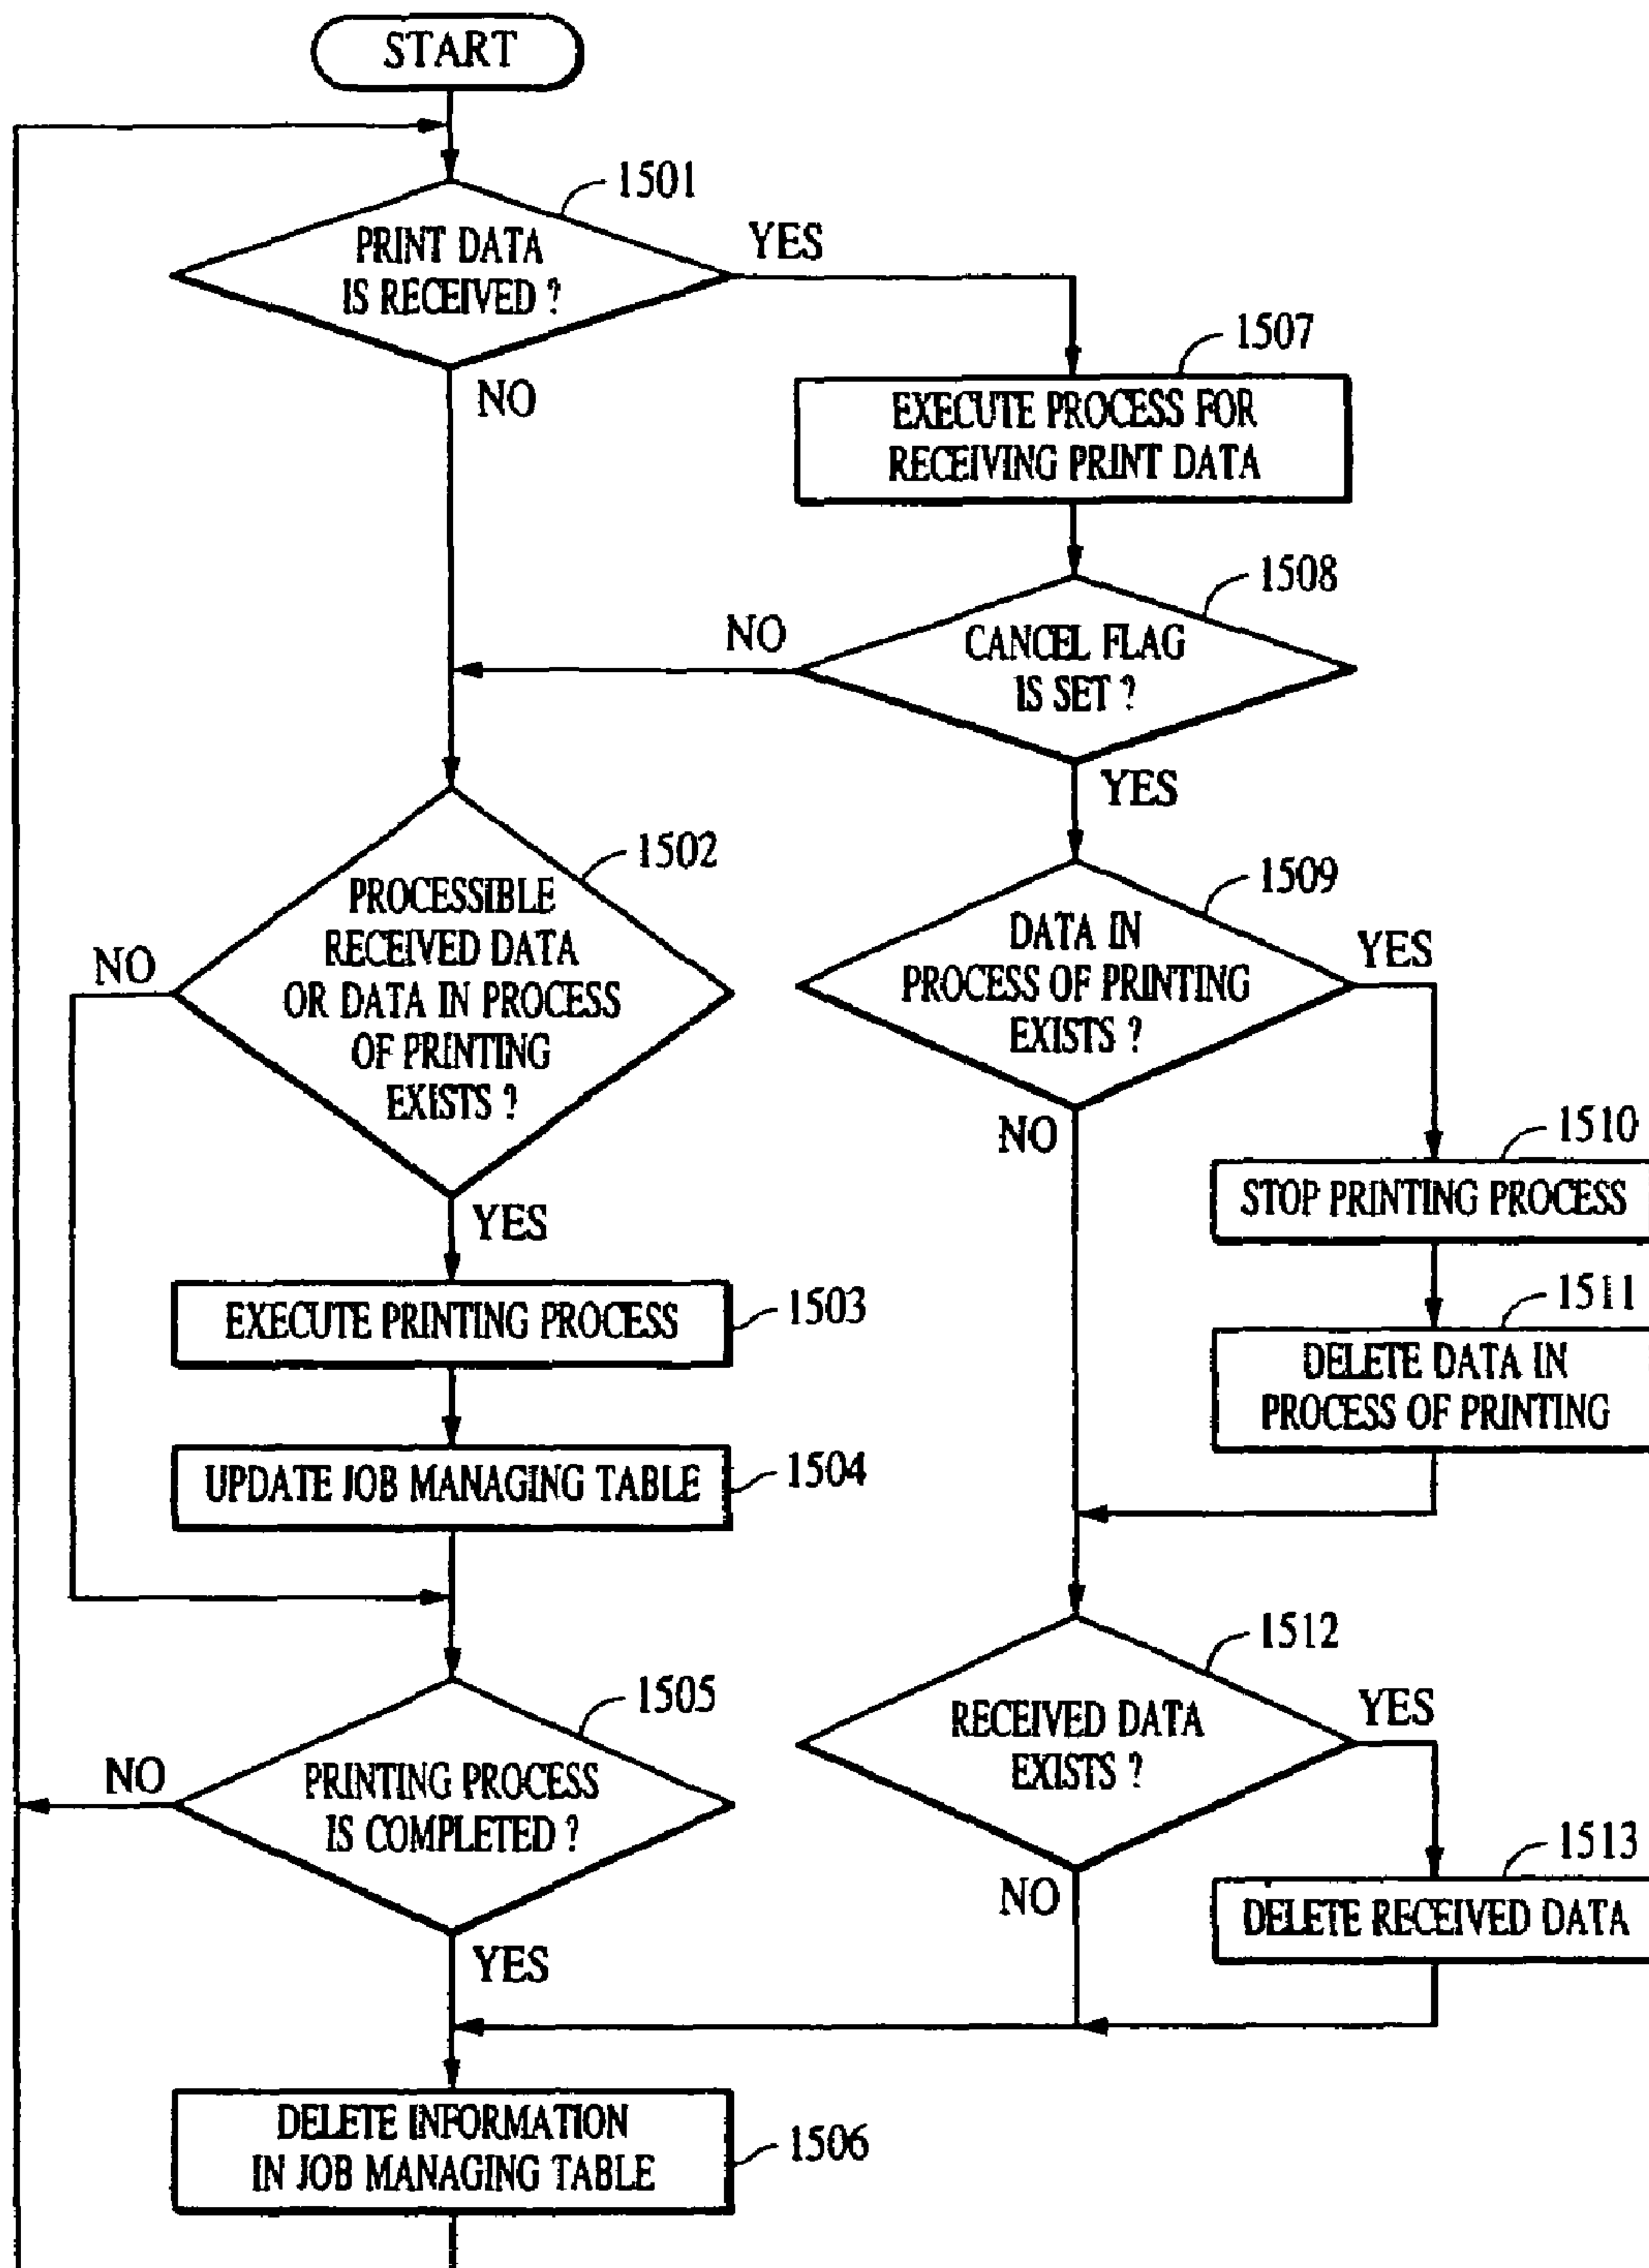 START
1501
PRINT DATA
IS RECEIVED ?
YES
NO
1507
EXECUTE PROCESS FOR
RECEIVING PRINT DATA
1508
CANCEL FLAG
IS SET ?
NO
YES
1502
PROCESSIBLE
RECEIVED DATA
OR DATA IN PROCESS
OF PRINTING
EXISTS ?
NO
YES
1509
DATA IN
PROCESS OF PRINTING
EXISTS ?
YES
NO
1510
STOP PRINTING PROCESS
1511
DELETE DATA IN
PROCESS OF PRINTING
EXECUTE PRINTING PROCESS
1503
UPDATE JOB MANAGING TABLE
1504
1505
PRINTING PROCESS
IS COMPLETED ?
NO
YES
1512
RECEIVED DATA
EXISTS ?
YES
NO
1513
DELETE RECEIVED DATA
DELETE INFORMATION
IN JOB MANAGING TABLE
1506